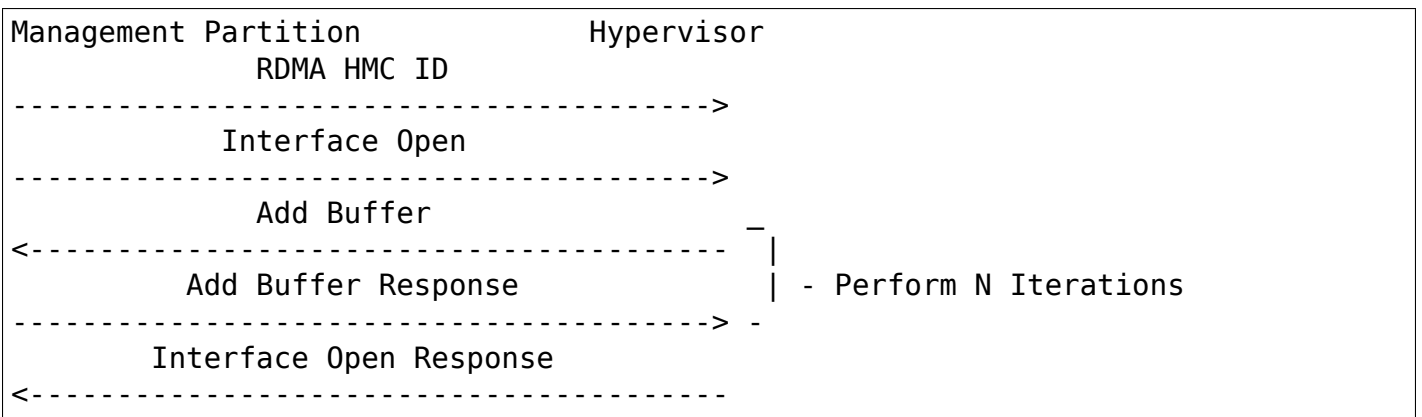 Management Partition             Hypervisor
              RDMA HMC ID
---------------------------------------->
            Interface Open
---------------------------------------->
              Add Buffer                  _
<---------------------------------------- |
          Add Buffer Response              | - Perform N Iterations
----------------------------------------> -
        Interface Open Response
<----------------------------------------